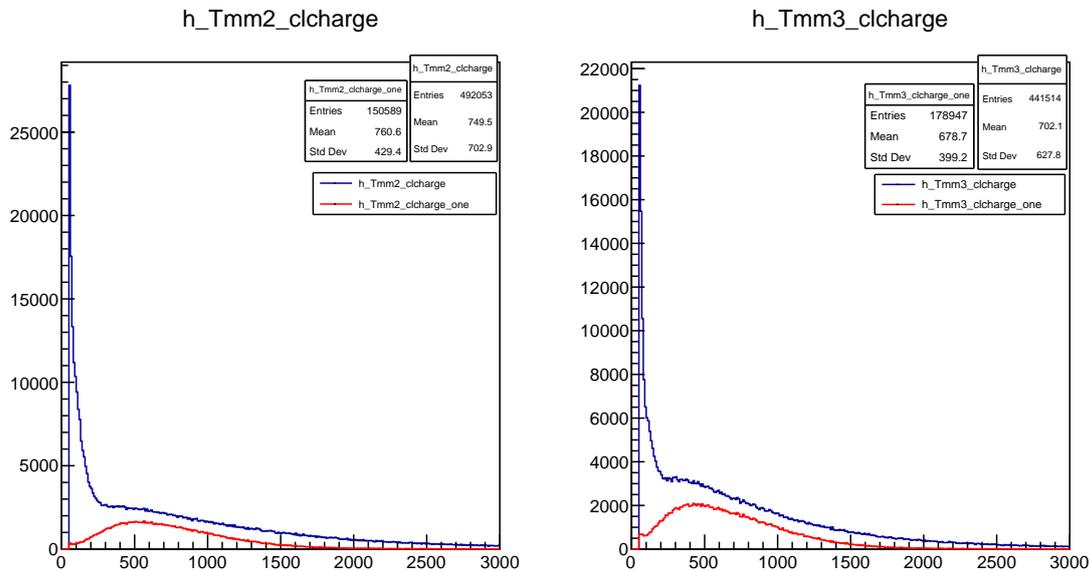 h_Tmm2_clcharge
h_Tmm2_clcharge
h_Tmm2_clcharge_one
Entries 492053
Mean 749.5
Std Dev 702.9
Entries 150589
Mean 760.6
Std Dev 429.4
h_Tmm2_clcharge
h_Tmm2_clcharge_one
25000
20000
15000
10000
5000
0
0 500 1000 1500 2000 2500 3000
h_Tmm3_clcharge
h_Tmm3_clcharge
h_Tmm3_clcharge_one
Entries 441514
Mean 702.1
Std Dev 627.8
Entries 178947
Mean 678.7
Std Dev 399.2
h_Tmm3_clcharge
h_Tmm3_clcharge_one
22000
20000
18000
16000
14000
12000
10000
8000
6000
4000
2000
0
0 500 1000 1500 2000 2500 3000